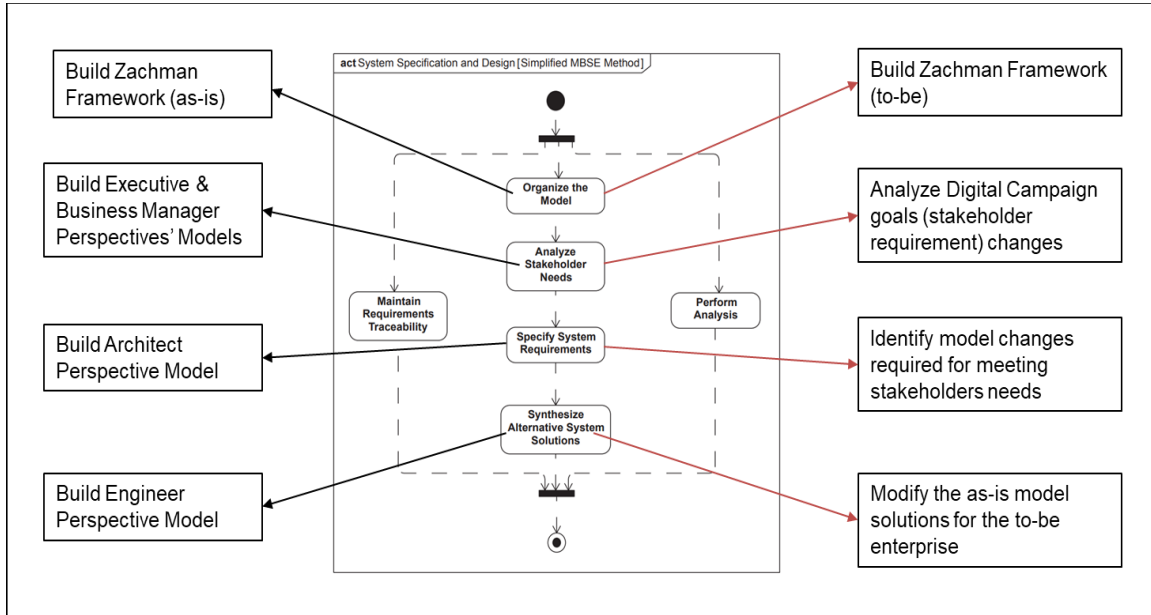 Build Zachman
Framework (as-is)
Build Executive &
Business Manager
Perspectives' Models
Build Architect
Perspective Model
Build Engineer
Perspective Model
act System Specification and Design [Simplified MBSE Method]
Organize the
Model
Analyze
Stakeholder
Needs
Maintain
Requirements
Traceability
Perform
Analysis
Specify System
Requirements
Synthesize
Alternative System
Solutions
Build Zachman Framework
(to-be)
Analyze Digital Campaign
goals (stakeholder
requirement) changes
Identify model changes
required for meeting
stakeholders needs
Modify the as-is model
solutions for the to-be
enterprise